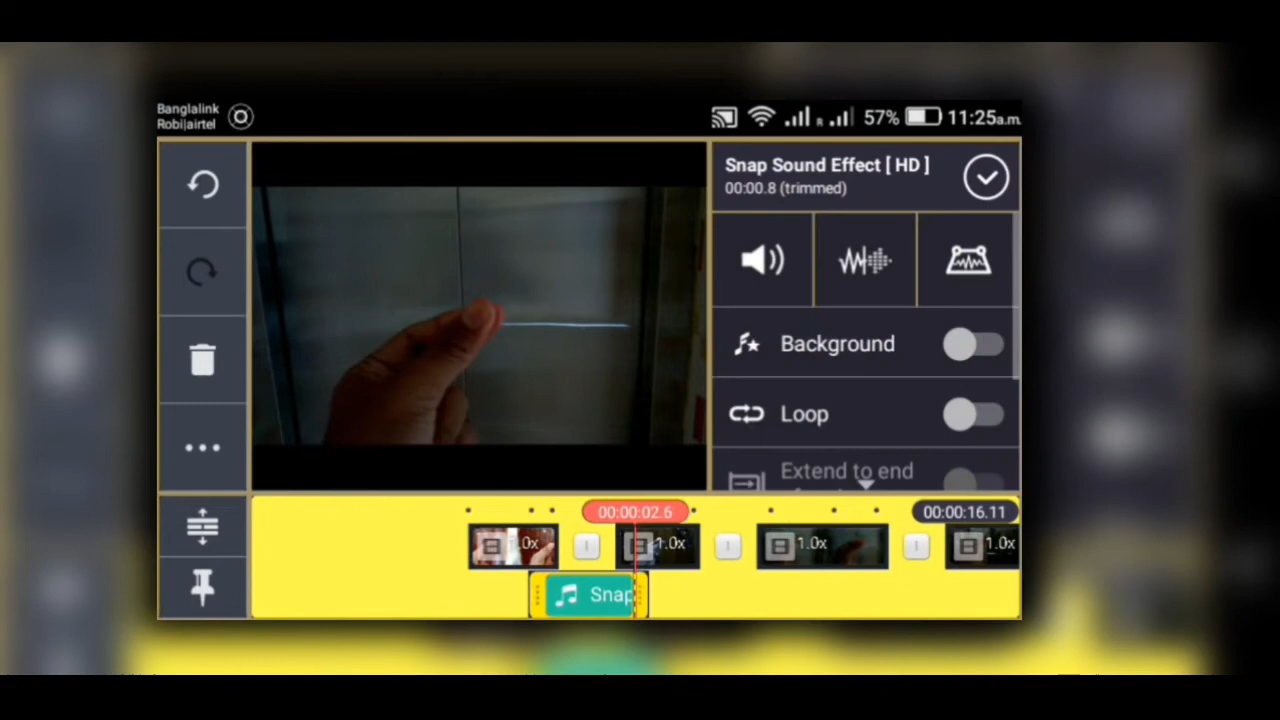 Banglalink
Robi|airtel
R
57%
11:25a.m.
Snap Sound Effect [ HD ]
00:00.8 (trimmed)
Background
Loop
Extend to end
00:00:02.6
00:00:16.11
1.0x
1.0x
1.0x
Snap